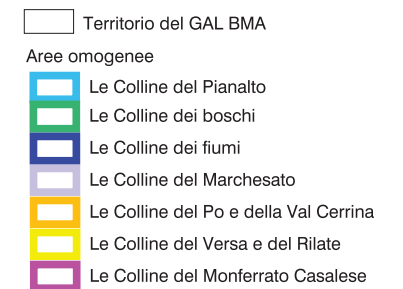 Territorio del GAL BMA
Aree omogenee
Le Colline del Pianalto
Le Colline dei boschi
Le Colline dei fiumi
Le Colline del Marchesato
Le Colline del Po e della Val Cerrina
Le Colline del Versa e del Rilate
Le Colline del Monferrato Casalese